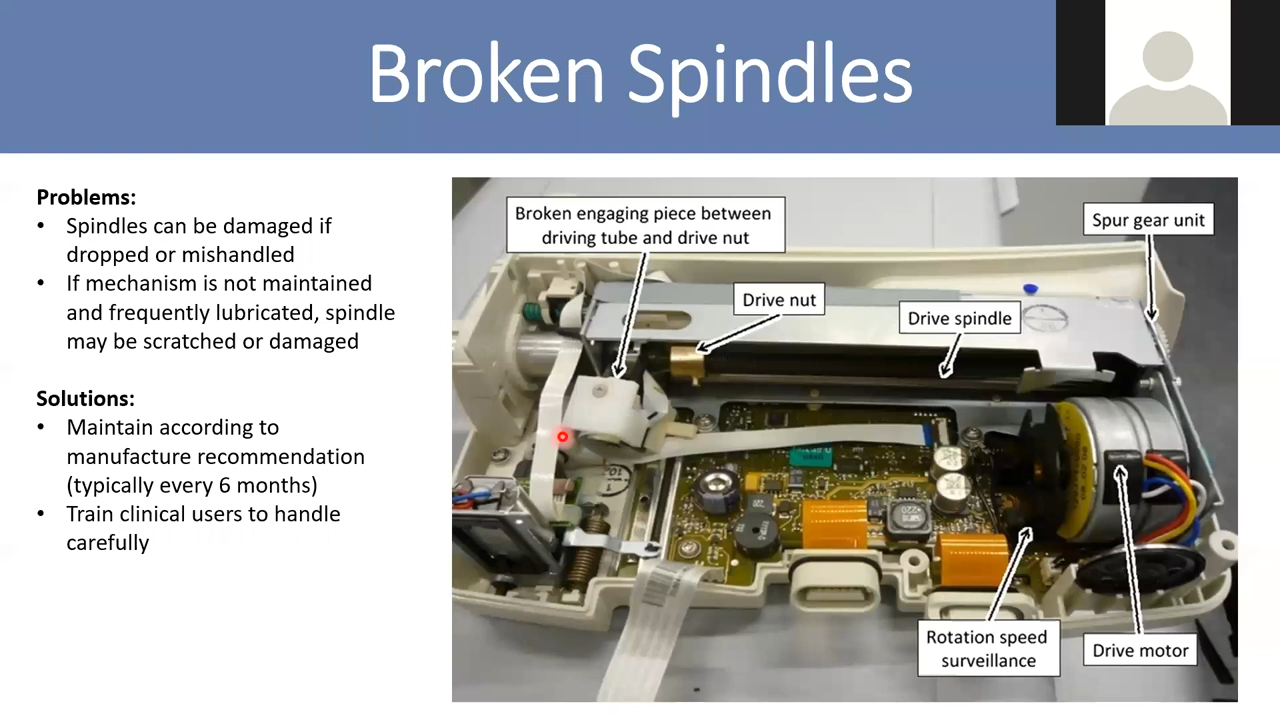 Broken Spindles
Problems:
• Spindles can be damaged if
dropped or mishandled
• If mechanism is not maintained
and frequently lubricated, spindle
may be scratched or damaged
Solutions:
• Maintain according to
manufacture recommendation
(typically every 6 months)
• Train clinical users to handle
carefully
Broken engaging piece between
driving tube and drive nut
Spur gear unit
Drive nut
Drive spindle
Rotation speed
surveillance
Drive motor
220